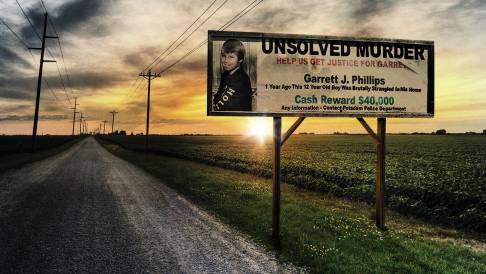 UNSOLVED MURDER
HELP US GET JUSTICE FOR GARRE
Garrett J. Phillips
1 Year Ago This 12 Year Old Boy Was Brutally Strangled In His Home
Cash Reward $40,000
Any Information - Contact Potsdam Police Department